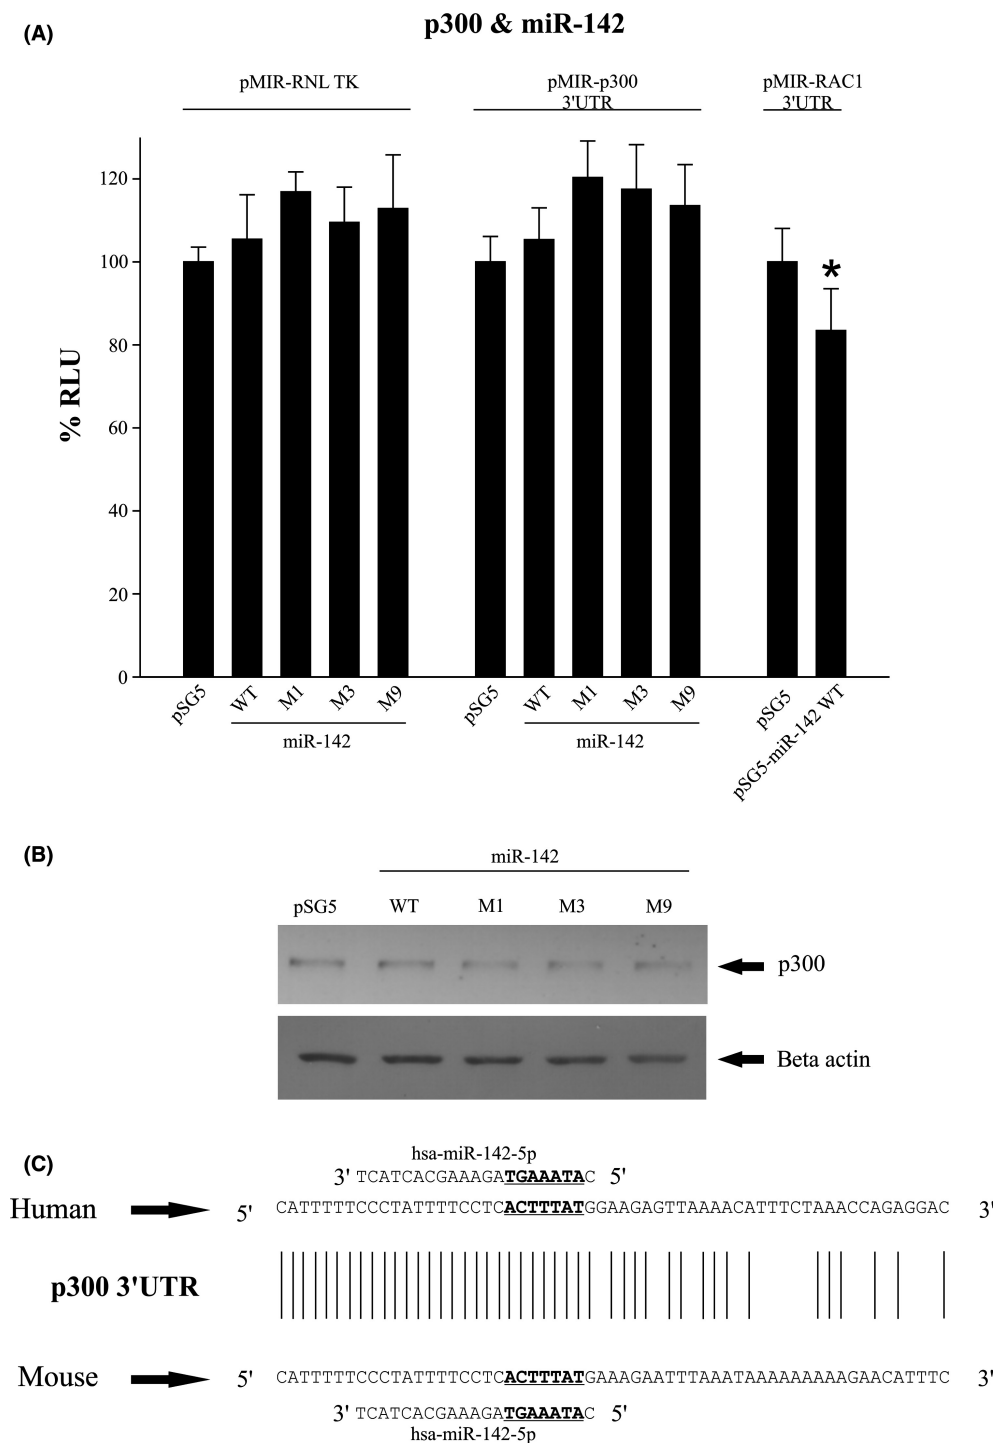 (A)
p300 & miR-142
pMIR-RNL TK
pMIR-p300
3'UTR
pMIR-RAC1
3'UTR
% RLU
120
100
80
60
40
20
0
pSG5
WT
M1
M3
M9
miR-142
pSG5
WT
M1
M3
M9
miR-142
pSG5
pSG5-miR-142 WT
*
(B)
miR-142
pSG5 WT M1 M3 M9
p300
Beta actin
(C)
hsa-miR-142-5p
3' TCATCACGAAAGATGAAATAC 5'
Human 5' CATTTTTCCCTATTTTCCTCACTTTATGGAAGAGTTAAAACATTTCTAAACCAGAGGAC 3'
p300 3'UTR
Mouse 5' CATTTTTCCCTATTTTCCTCACTTTATGAAAGAATTTAAATAAAAAAAAAGAACATTTC 3'
3' TCATCACGAAAGATGAAATAC 5'
hsa-miR-142-5p